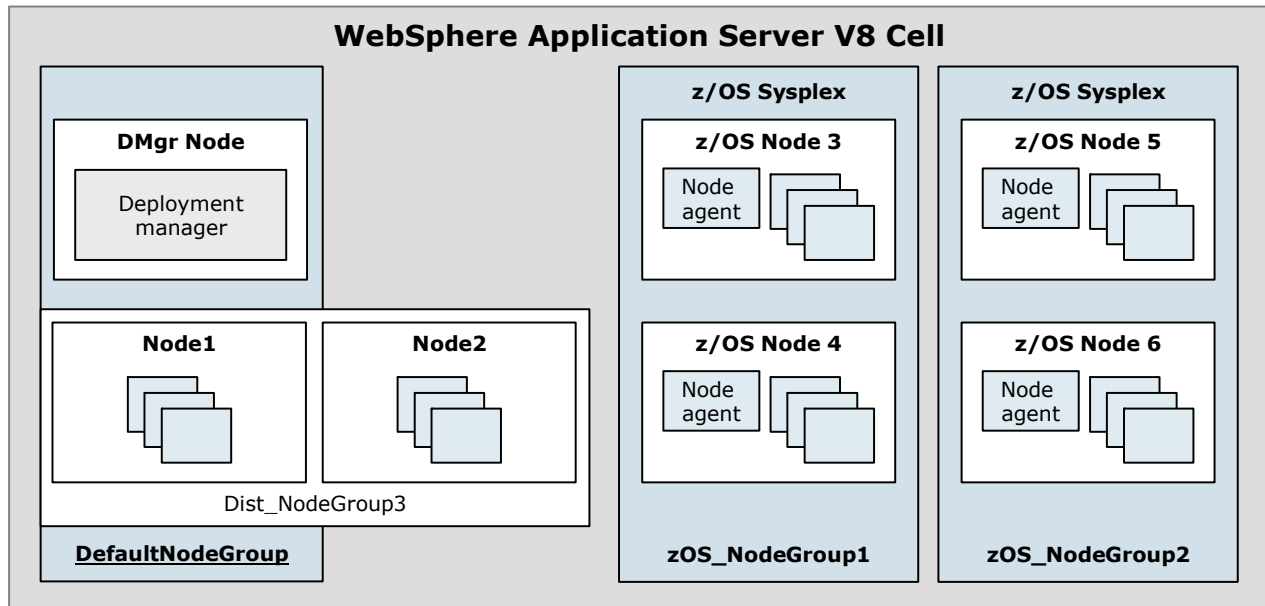 WebSphere Application Server V8 Cell
DMgr Node
Deployment
manager
Node1
Node2
Dist_NodeGroup3
DefaultNodeGroup
z/OS Sysplex
z/OS Node 3
Node
agent
z/OS Node 4
Node
agent
zOS_NodeGroup1
z/OS Sysplex
z/OS Node 5
Node
agent
z/OS Node 6
Node
agent
zOS_NodeGroup2